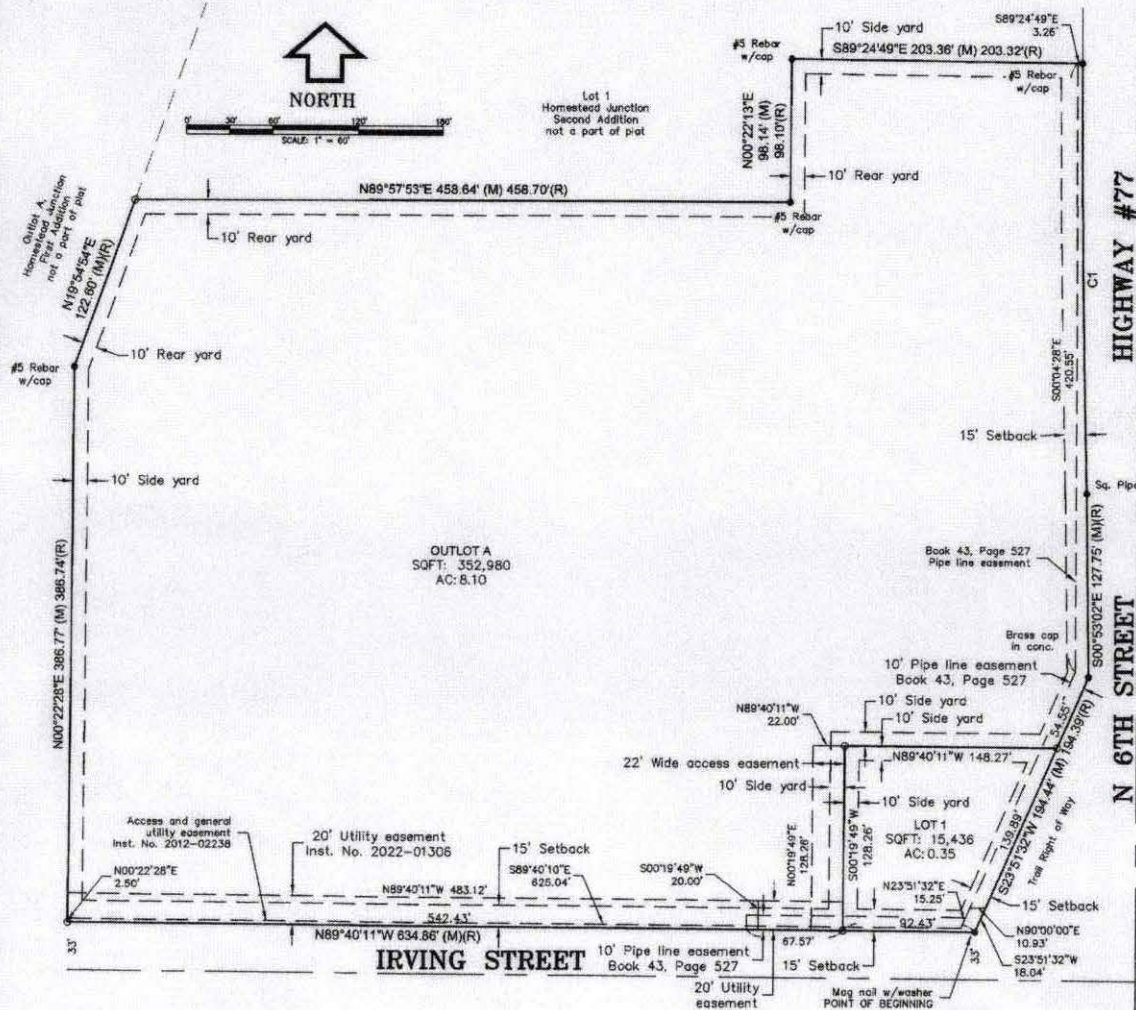 S89°24'49"E
3.26'
10' Side yard
S89°24'49"E 203.36' (M) 203.32'(R)
#5 Rebar
w/cap
#5 Rebar
w/cap
NORTH
0' 30' 60' 120' 180'
SCALE: 1" = 60'
Lot 1
Homestead Junction
Second Addition
not a part of plat
N00°22'13"E
98.14' (M)
98.10'(R)
N89°57'53"E 458.64' (M) 458.70'(R)
10' Rear yard
10' Rear yard
#5 Rebar
w/cap
Outlot A,
Homestead Junction
First Addition
not a part of plat
N19°54'54"E
122.60' (M)(R)
10' Rear yard
#5 Rebar
w/cap
C1
HIGHWAY #77
S00°04'28"E
420.55'
15' Setback
10' Side yard
Sq. Pipe
OUTLOT A
SQFT: 352,980
AC: 8.10
Book 43, Page 527
Pipe line easement
N00°22'28"E 386.77' (M) 386.74'(R)
S00°53'02"E 127.75' (M)(R)
Brass cap
in conc.
10' Pipe line easement
Book 43, Page 527
N 6TH STREET
10' Side yard
N89°40'11"W
22.00'
10' Side yard
54.55'
22' Wide access easement
N89°40'11"W 148.27'
10' Side yard
10' Side yard
S23°51'32"W 194.44' (M) 194.39'(R)
Trail Right of Way
139.89'
LOT 1
SQFT: 15,436
AC: 0.35
N00°19'49"E
128.26'
S00°19'49"W
128.26'
Access and general
utility easement
Inst. No. 2012-02238
20' Utility easement
Inst. No. 2022-01306
15' Setback
S00°19'49"W
20.00'
N00°22'28"E
2.50'
S89°40'10"E
625.04'
N89°40'11"W 483.12'
N23°51'32"E
15.25'
15' Setback
542.43'
92.43'
N90°00'00"E
10.93'
N89°40'11"W 634.86' (M)(R)
67.57'
33'
33'
S23°51'32"W
18.04'
IRVING STREET
10' Pipe line easement
Book 43, Page 527
15' Setback
20' Utility
easement
Mag nail w/washer
POINT OF BEGINNING